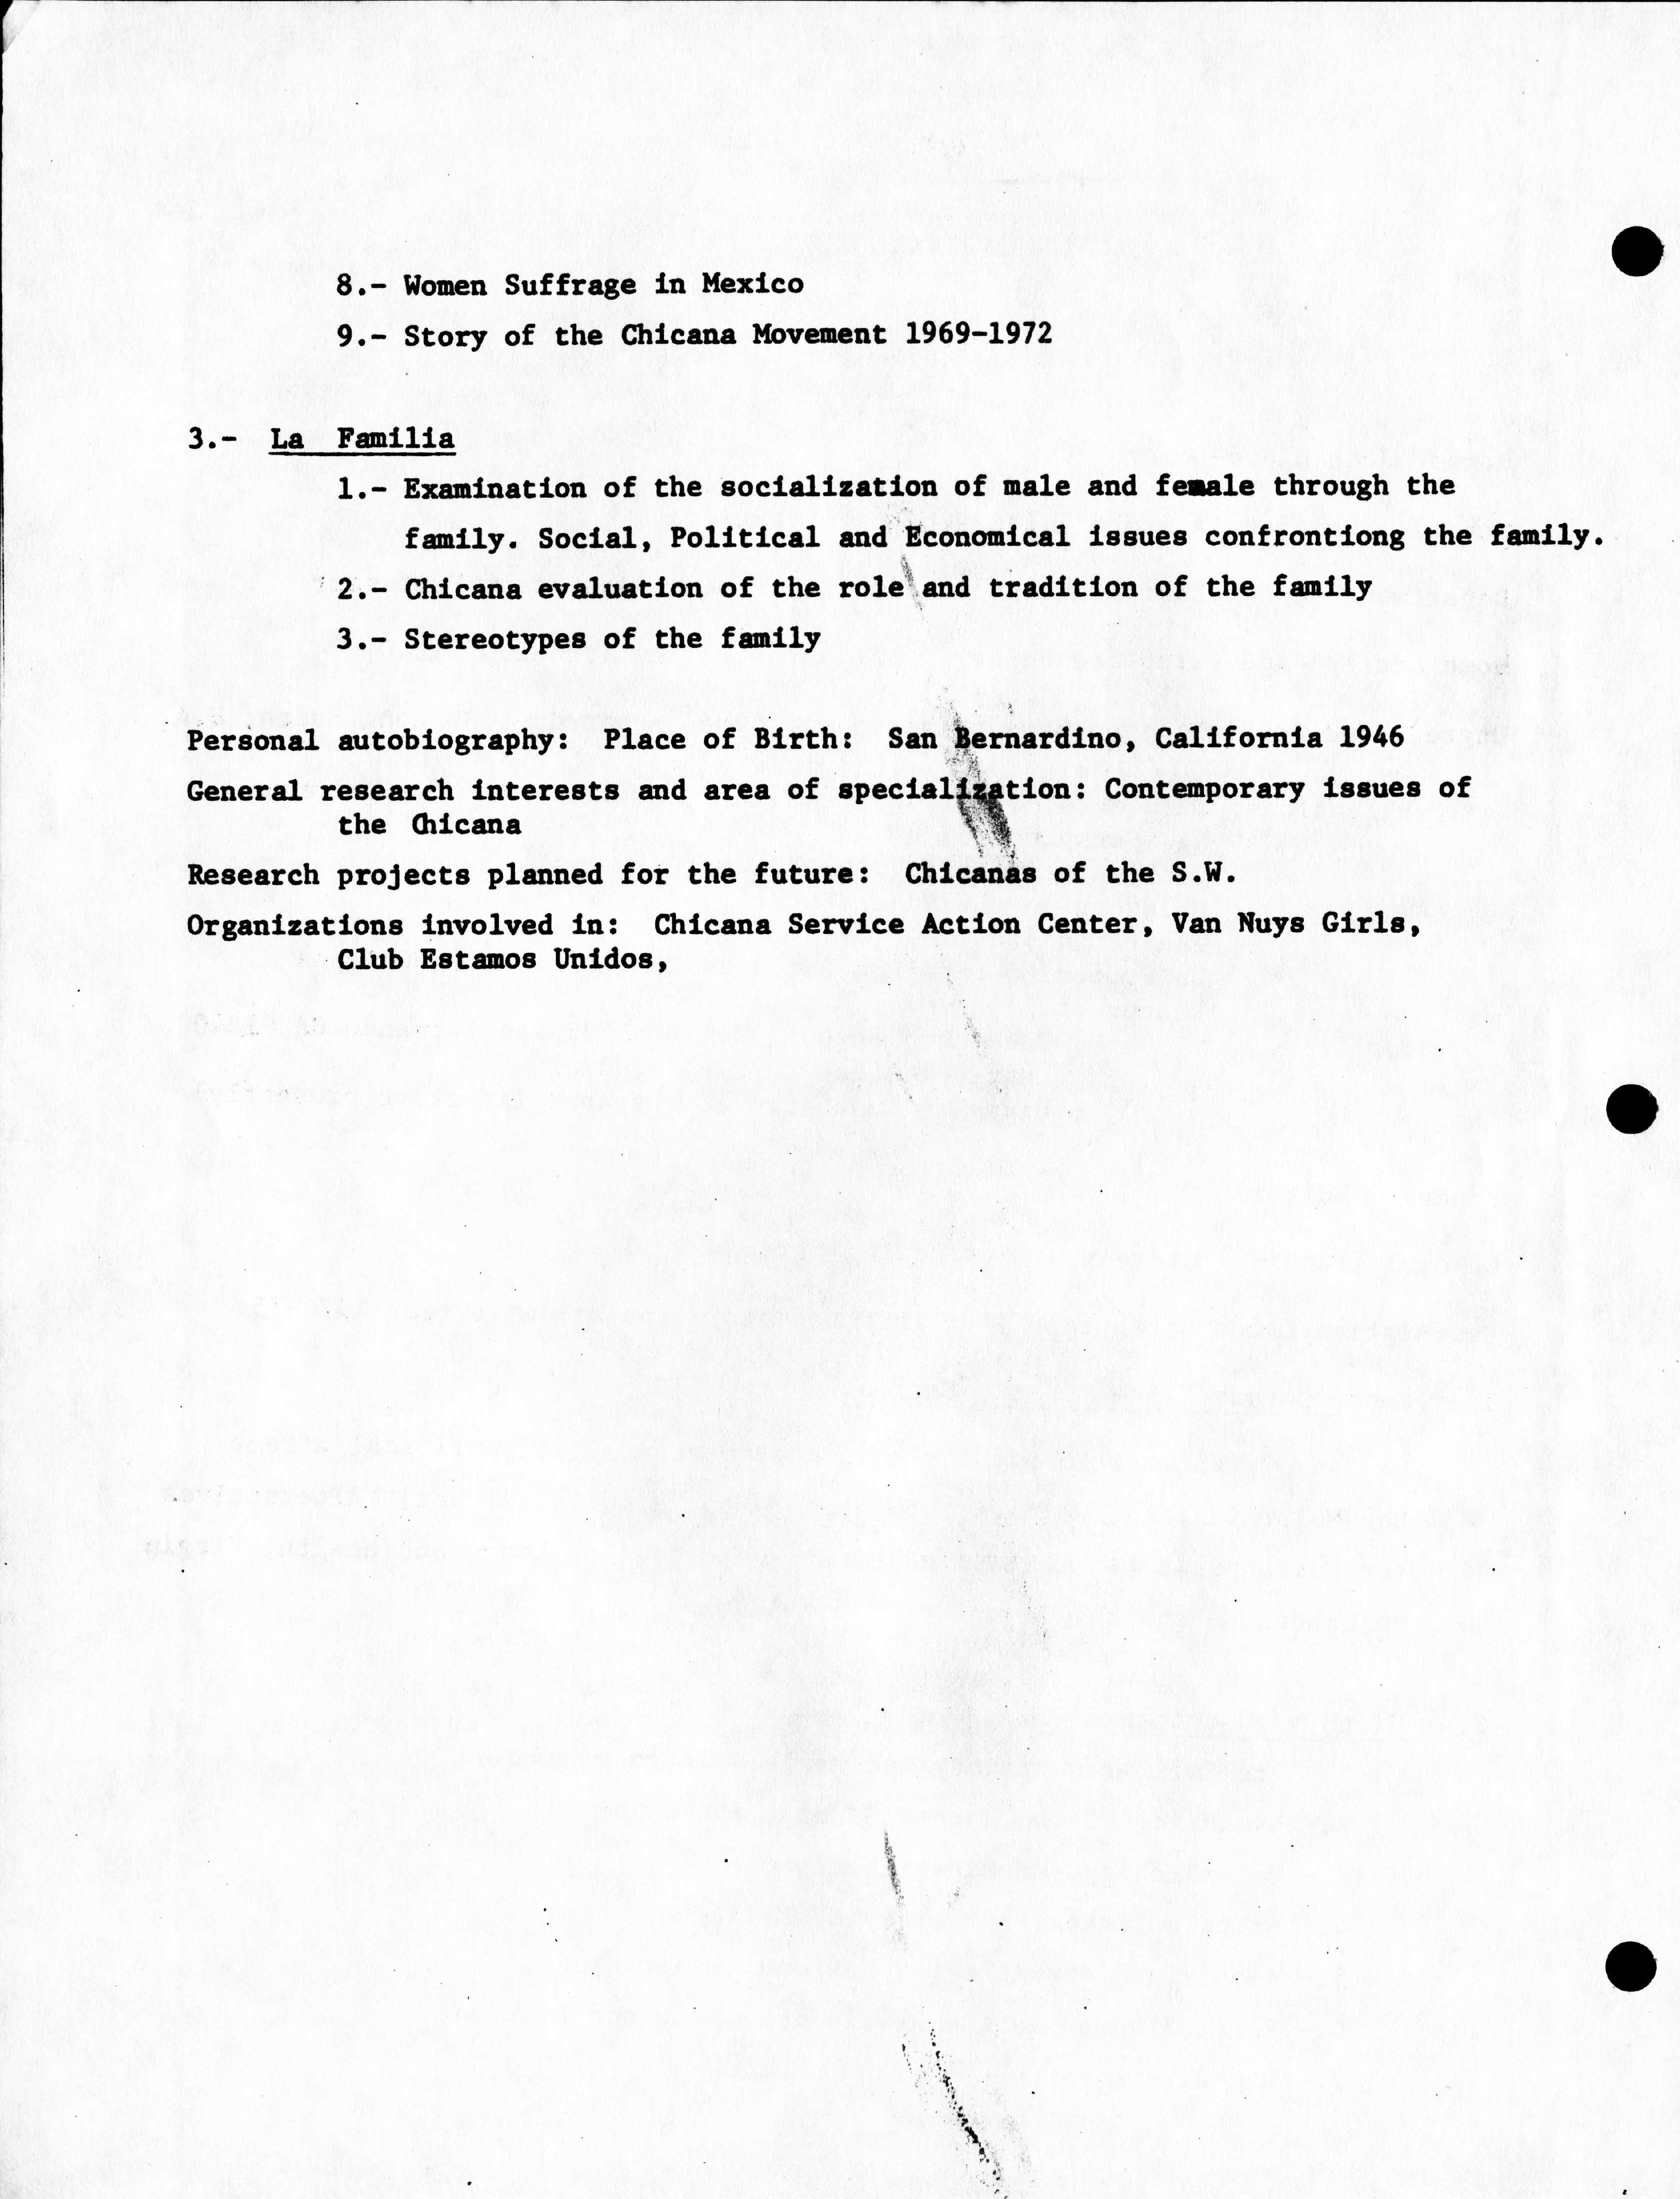 8.- Women Suffrage in Mexico
9.- Story of the Chicana Movement 1969-1972
3.- La Familia
1.- Examination of the socialization of male and female through the
family. Social, Political and Economical issues confrontiong the family.
2.- Chicana evaluation of the role and tradition of the family
3.- Stereotypes of the family
Personal autobiography: Place of Birth: San Bernardino, California 1946
General research interests and area of specialization: Contemporary issues of
the Chicana
Research projects planned for the future: Chicanas of the S.W.
Organizations involved in: Chicana Service Action Center, Van Nuys Girls,
Club Estamos Unidos,